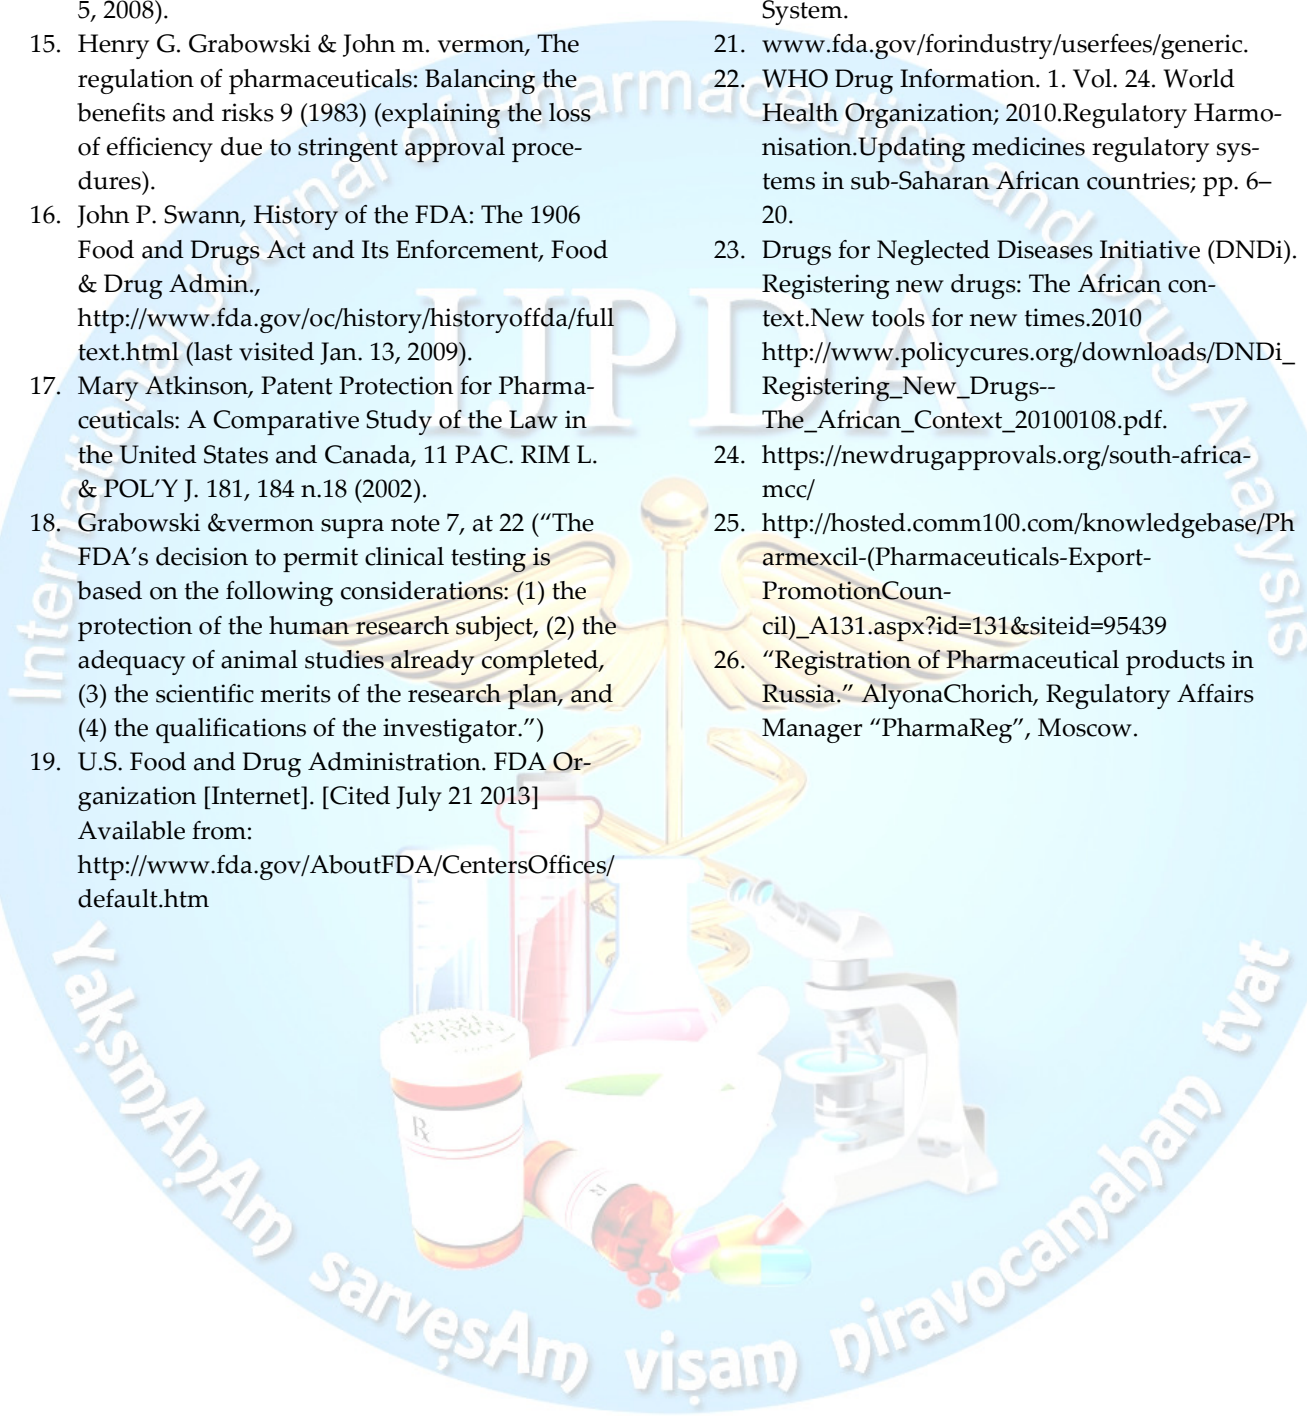 5, 2008).
15. Henry G. Grabowski & John m. vermon, The
regulation of pharmaceuticals: Balancing the
benefits and risks 9 (1983) (explaining the loss
of efficiency due to stringent approval proce-
dures).
16. John P. Swann, History of the FDA: The 1906
Food and Drugs Act and Its Enforcement, Food
& Drug Admin.,
http://www.fda.gov/oc/history/historyoffda/full
text.html (last visited Jan. 13, 2009).
17. Mary Atkinson, Patent Protection for Pharma-
ceuticals: A Comparative Study of the Law in
the United States and Canada, 11 PAC. RIM L.
& POL’Y J. 181, 184 n.18 (2002).
18. Grabowski &vermon supra note 7, at 22 (“The
FDA’s decision to permit clinical testing is
based on the following considerations: (1) the
protection of the human research subject, (2) the
adequacy of animal studies already completed,
(3) the scientific merits of the research plan, and
(4) the qualifications of the investigator.”)
19. U.S. Food and Drug Administration. FDA Or-
ganization [Internet]. [Cited July 21 2013]
Available from:
http://www.fda.gov/AboutFDA/CentersOffices/
default.htm
System.
21. www.fda.gov/forindustry/userfees/generic.
22. WHO Drug Information. 1. Vol. 24. World
Health Organization; 2010.Regulatory Harmo-
nisation.Updating medicines regulatory sys-
tems in sub-Saharan African countries; pp. 6–
20.
23. Drugs for Neglected Diseases Initiative (DNDi).
Registering new drugs: The African con-
text.New tools for new times.2010
http://www.policycures.org/downloads/DNDi_
Registering_New_Drugs--
The_African_Context_20100108.pdf.
24. https://newdrugapprovals.org/south-africa-
mcc/
25. http://hosted.comm100.com/knowledgebase/Ph
armexcil-(Pharmaceuticals-Export-
PromotionCoun-
cil)_A131.aspx?id=131&siteid=95439
26. “Registration of Pharmaceutical products in
Russia.” AlyonaChorich, Regulatory Affairs
Manager “PharmaReg”, Moscow.
International Journal of Pharmaceutics and Drug Analysis
IJPDA
Rx
YakṣmAṇAm sarveṣAm viṣam niravocamaham tvat